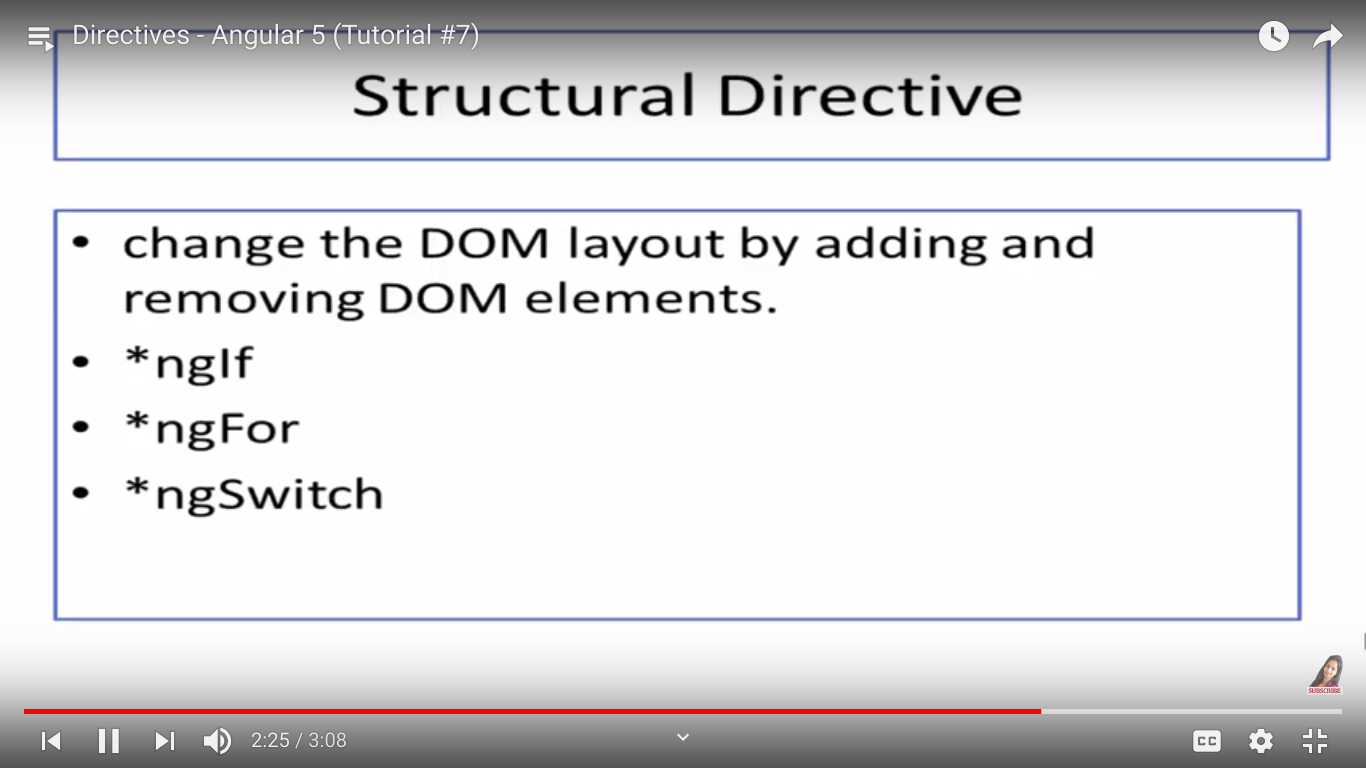 Directives - Angular 5 (Tutorial #7)
Structural Directive
• change the DOM layout by adding and
removing DOM elements.
• *ngIf
• *ngFor
• *ngSwitch
SUBSCRIBE
2:25 / 3:08
CC